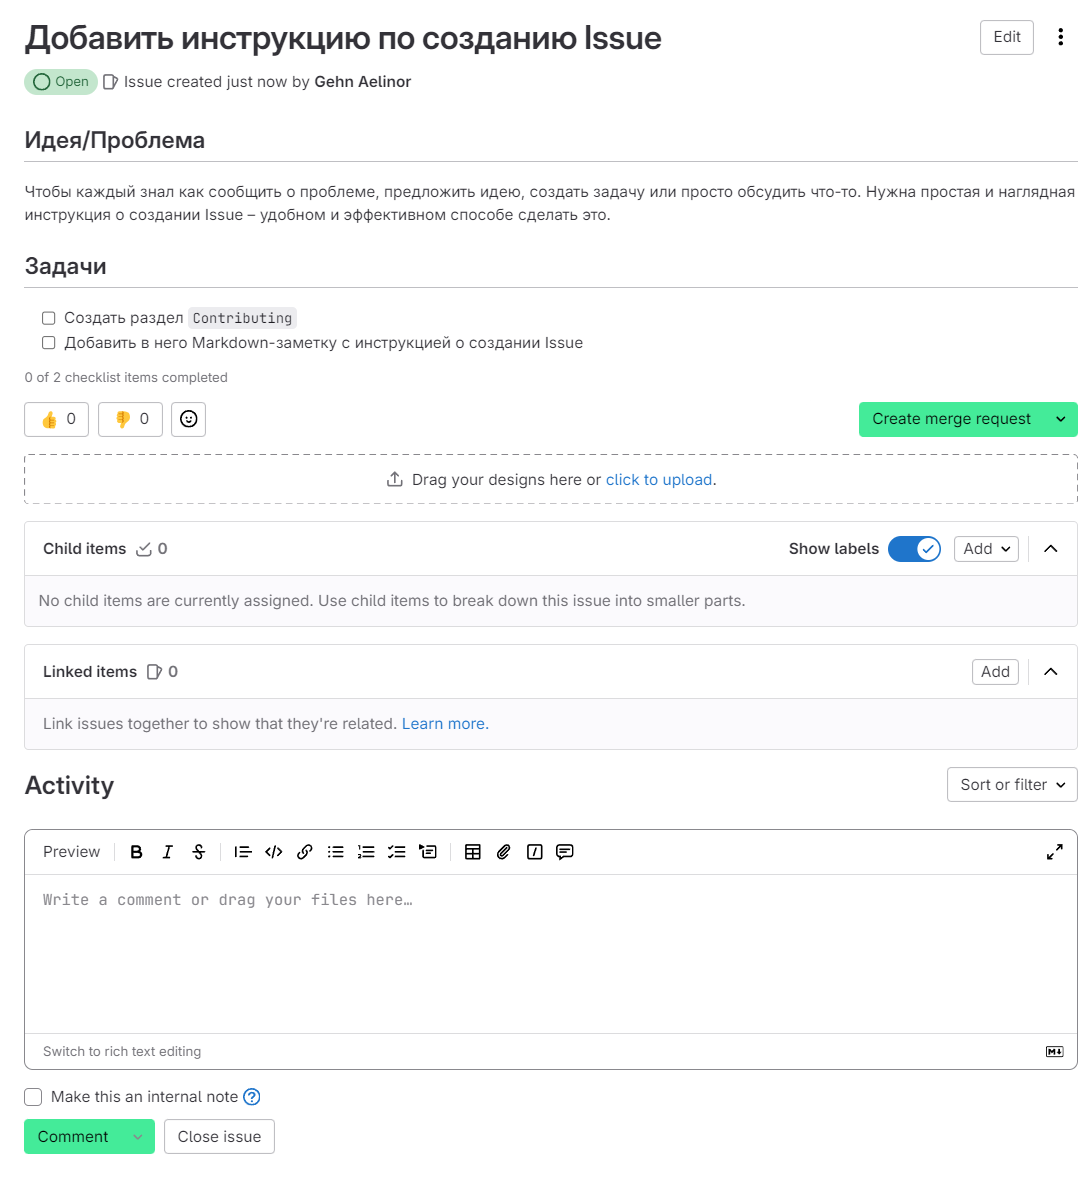 Добавить инструкцию по созданию Issue
Edit
Open Issue created just now by Gehn Aelinor
Идея/Проблема
Чтобы каждый знал как сообщить о проблеме, предложить идею, создать задачу или просто обсудить что-то. Нужна простая и наглядная
инструкция о создании Issue – удобном и эффективном способе сделать это.
Задачи
Создать раздел Contributing
Добавить в него Markdown-заметку с инструкцией о создании Issue
0 of 2 checklist items completed
👍 0 👎 0
Create merge request
Drag your designs here or click to upload.
Child items 0
Show labels Add
No child items are currently assigned. Use child items to break down this issue into smaller parts.
Linked items 0
Add
Link issues together to show that they're related. Learn more.
Activity
Sort or filter
Preview
Write a comment or drag your files here…
Switch to rich text editing
Make this an internal note
Comment Close issue